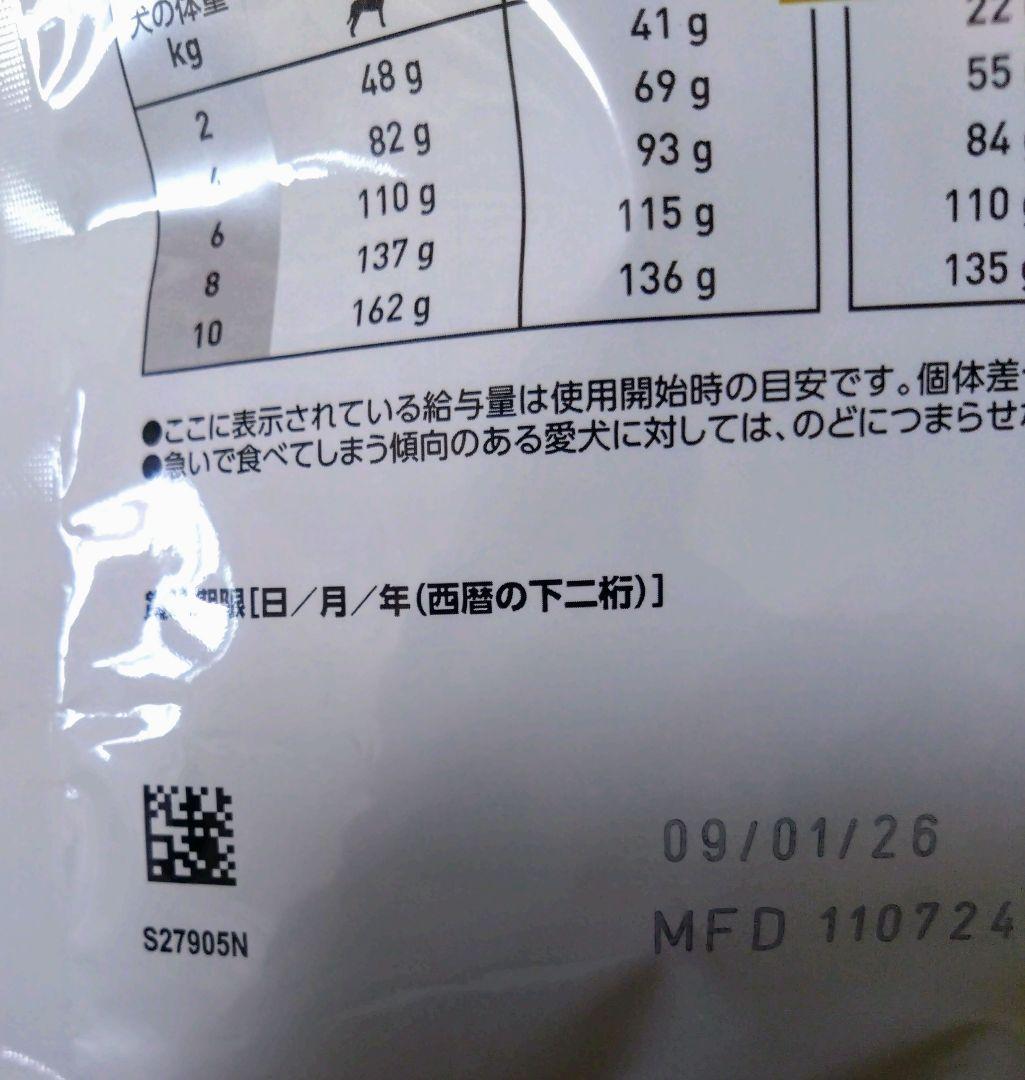 犬の体重
kg
48 g
41 g
22
2
82 g
69 g
55
110 g
93 g
84
6
137 g
115 g
110
8
162 g
136 g
135 g
10
●ここに表示されている給与量は使用開始時の目安です。個体差
●急いで食べてしまう傾向のある愛犬に対しては、のどにつまらせ
期限[日/月/年(西暦の下二桁)]
09/01/26
S27905N
MFD 110724